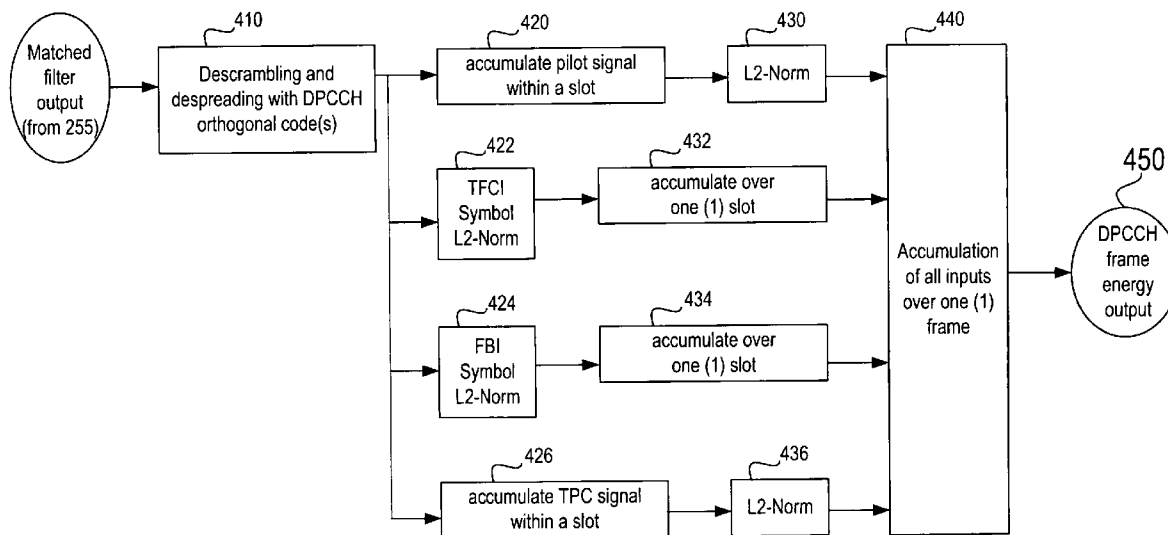 Matched
filter
output
(from 255)
410
Descrambling and
despreading with DPCCH
orthogonal code(s)
420
accumulate pilot signal
within a slot
430
L2-Norm
422
TFCI
Symbol
L2-Norm
432
accumulate over
one (1) slot
424
FBI
Symbol
L2-Norm
434
accumulate over
one (1) slot
426
accumulate TPC signal
within a slot
436
L2-Norm
440
Accumulation
of all inputs
over one (1)
frame
450
DPCCH
frame
energy
output